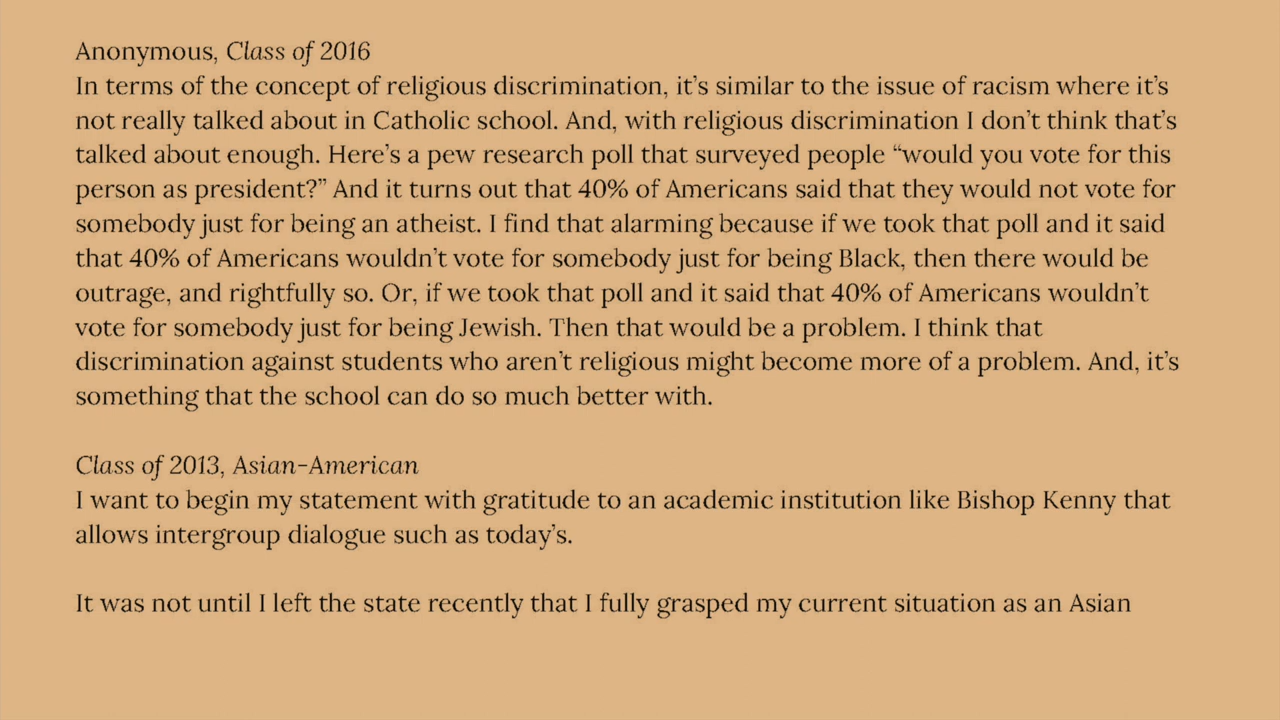 Anonymous, Class of 2016
In terms of the concept of religious discrimination, it’s similar to the issue of racism where it’s
not really talked about in Catholic school. And, with religious discrimination I don’t think that’s
talked about enough. Here’s a pew research poll that surveyed people “would you vote for this
person as president?” And it turns out that 40% of Americans said that they would not vote for
somebody just for being an atheist. I find that alarming because if we took that poll and it said
that 40% of Americans wouldn’t vote for somebody just for being Black, then there would be
outrage, and rightfully so. Or, if we took that poll and it said that 40% of Americans wouldn’t
vote for somebody just for being Jewish. Then that would be a problem. I think that
discrimination against students who aren’t religious might become more of a problem. And, it’s
something that the school can do so much better with.
Class of 2013, Asian-American
I want to begin my statement with gratitude to an academic institution like Bishop Kenny that
allows intergroup dialogue such as today’s.
It was not until I left the state recently that I fully grasped my current situation as an Asian